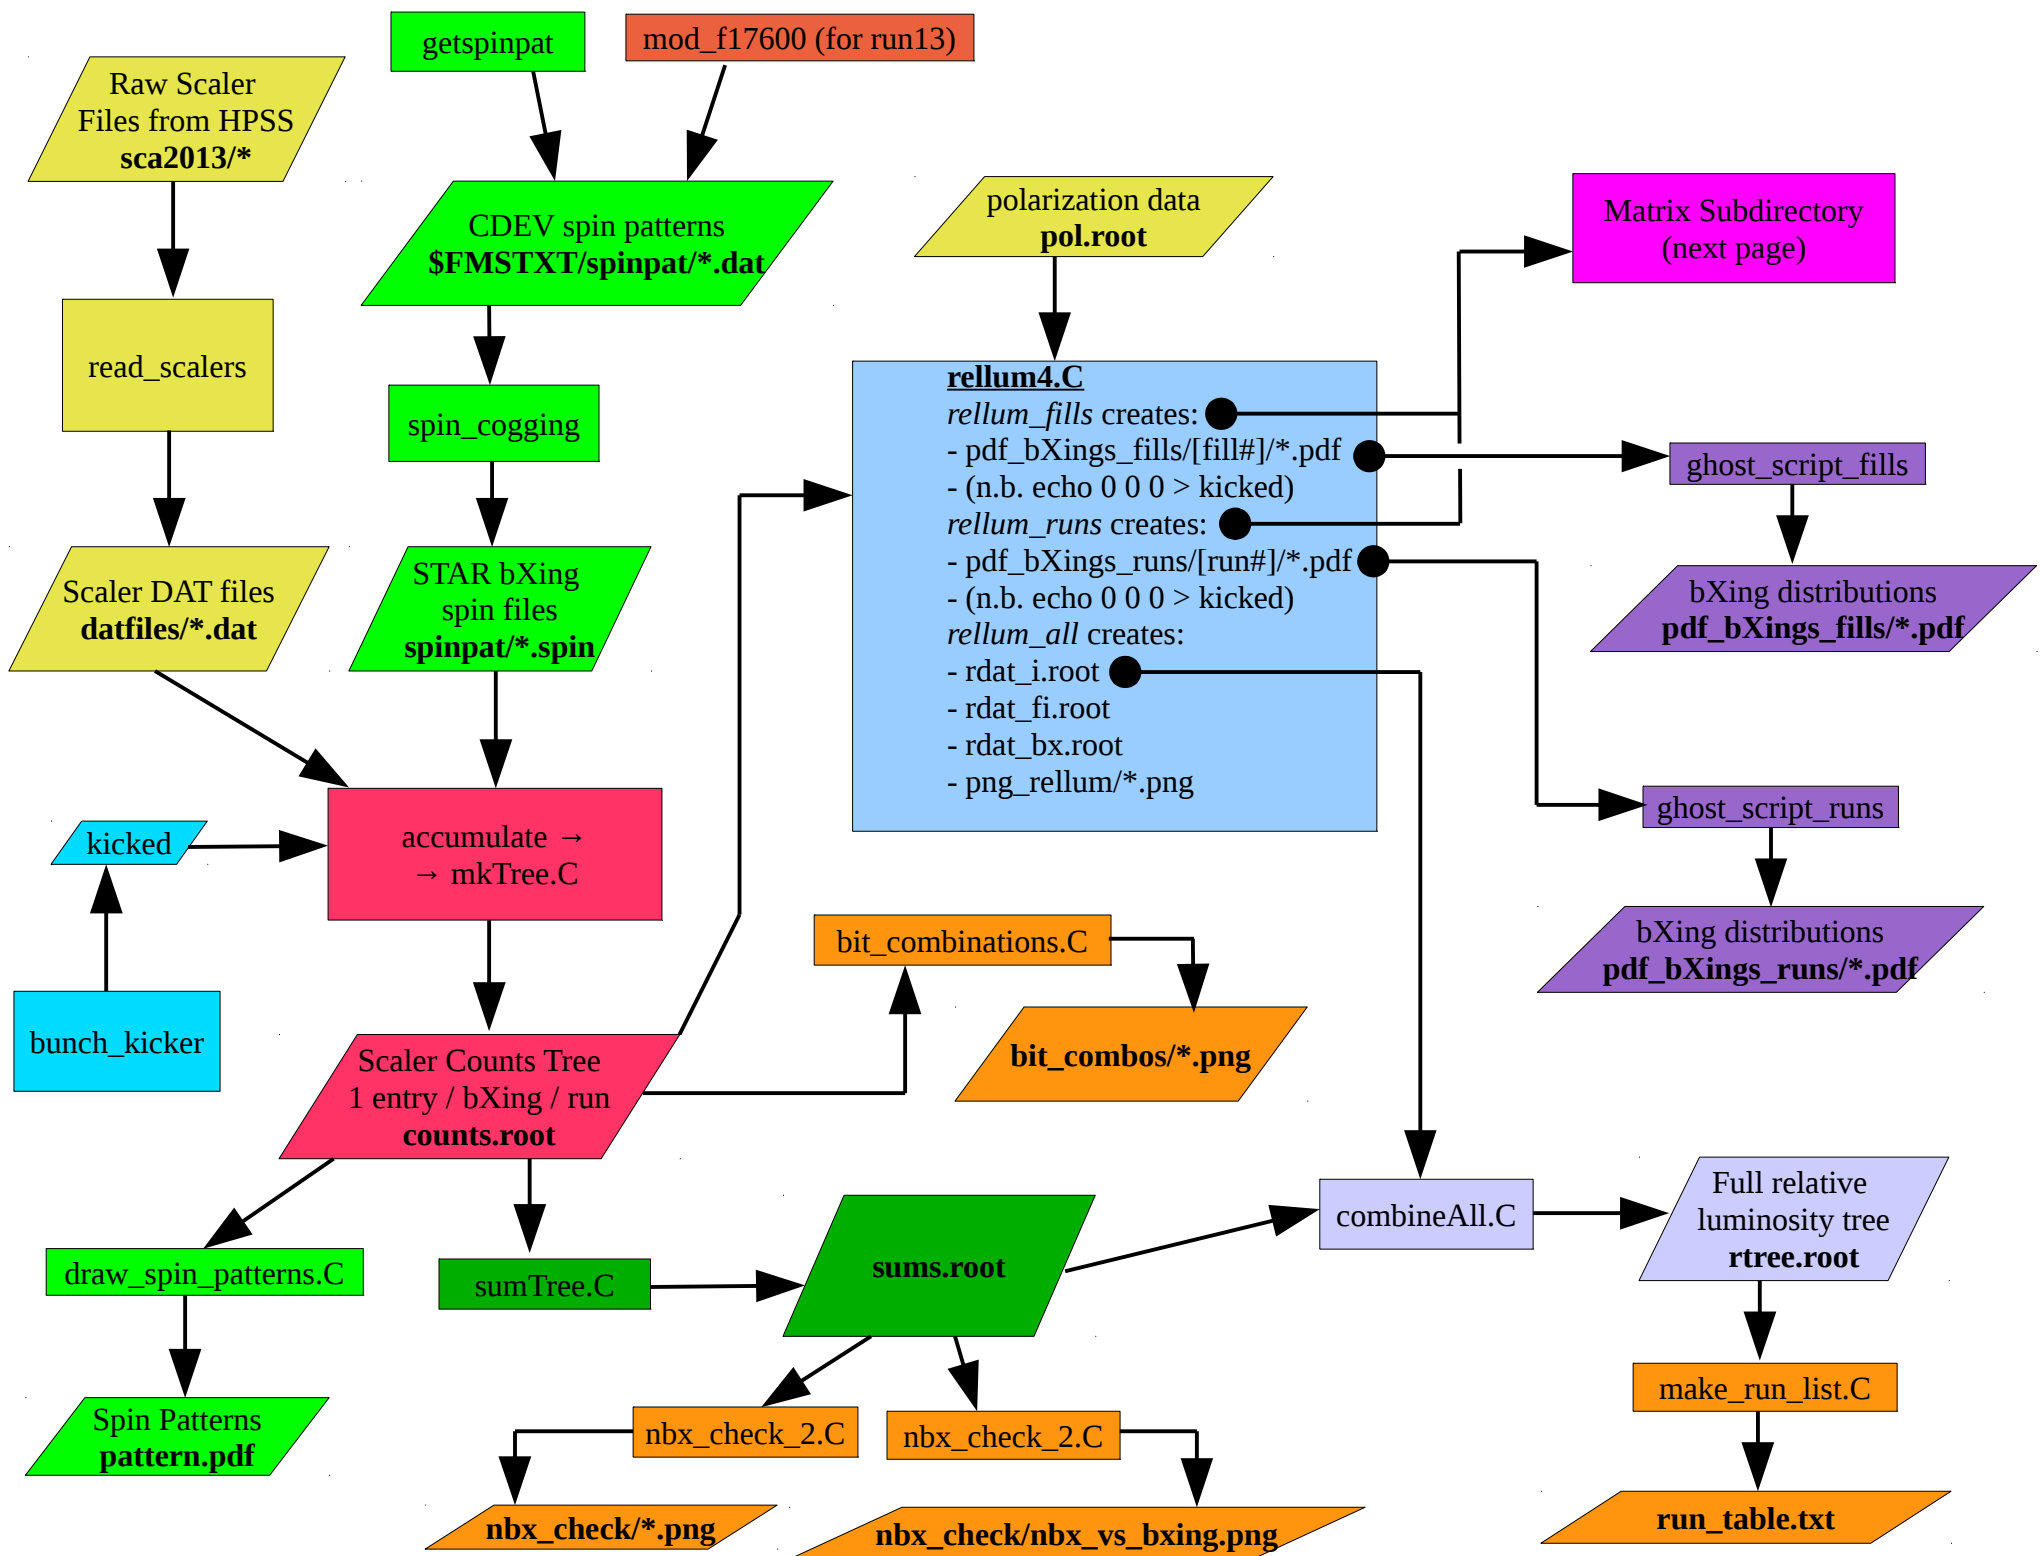 getspinpat
mod_f17600 (for run13)
Raw Scaler
Files from HPSS
sca2013/*
CDEV spin patterns
$FMSTXT/spinpat/*.dat
polarization data
pol.root
Matrix Subdirectory
(next page)
read_scalers
spin_cogging
rellum4.C
rellum_fills creates:
- pdf_bXings_fills/[fill#]/*.pdf
- (n.b. echo 0 0 0 > kicked)
rellum_runs creates:
- pdf_bXings_runs/[run#]/*.pdf
- (n.b. echo 0 0 0 > kicked)
rellum_all creates:
- rdat_i.root
- rdat_fi.root
- rdat_bx.root
- png_rellum/*.png
ghost_script_fills
bXing distributions
pdf_bXings_fills/*.pdf
Scaler DAT files
datfiles/*.dat
STAR bXing
spin files
spinpat/*.spin
ghost_script_runs
bXing distributions
pdf_bXings_runs/*.pdf
kicked
accumulate →
→ mkTree.C
bunch_kicker
bit_combinations.C
bit_combos/*.png
Scaler Counts Tree
1 entry / bXing / run
counts.root
draw_spin_patterns.C
sumTree.C
sums.root
combineAll.C
Full relative
luminosity tree
rtree.root
Spin Patterns
pattern.pdf
nbx_check_2.C
nbx_check_2.C
make_run_list.C
nbx_check/*.png
nbx_check/nbx_vs_bxing.png
run_table.txt